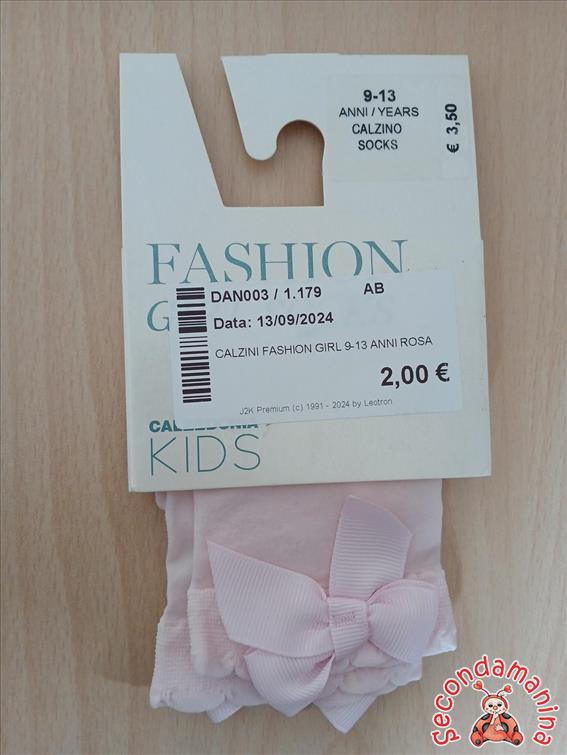 9-13
ANNI / YEARS
CALZINO
SOCKS
€ 3,50
FASHION
G
DAN003 / 1.179 AB
Data: 13/09/2024
CALZINI FASHION GIRL 9-13 ANNI ROSA
2,00 €
J2K Premium (c) 1991 - 2024 by Leotron
CALZEDONIA
KIDS
Secondamanina